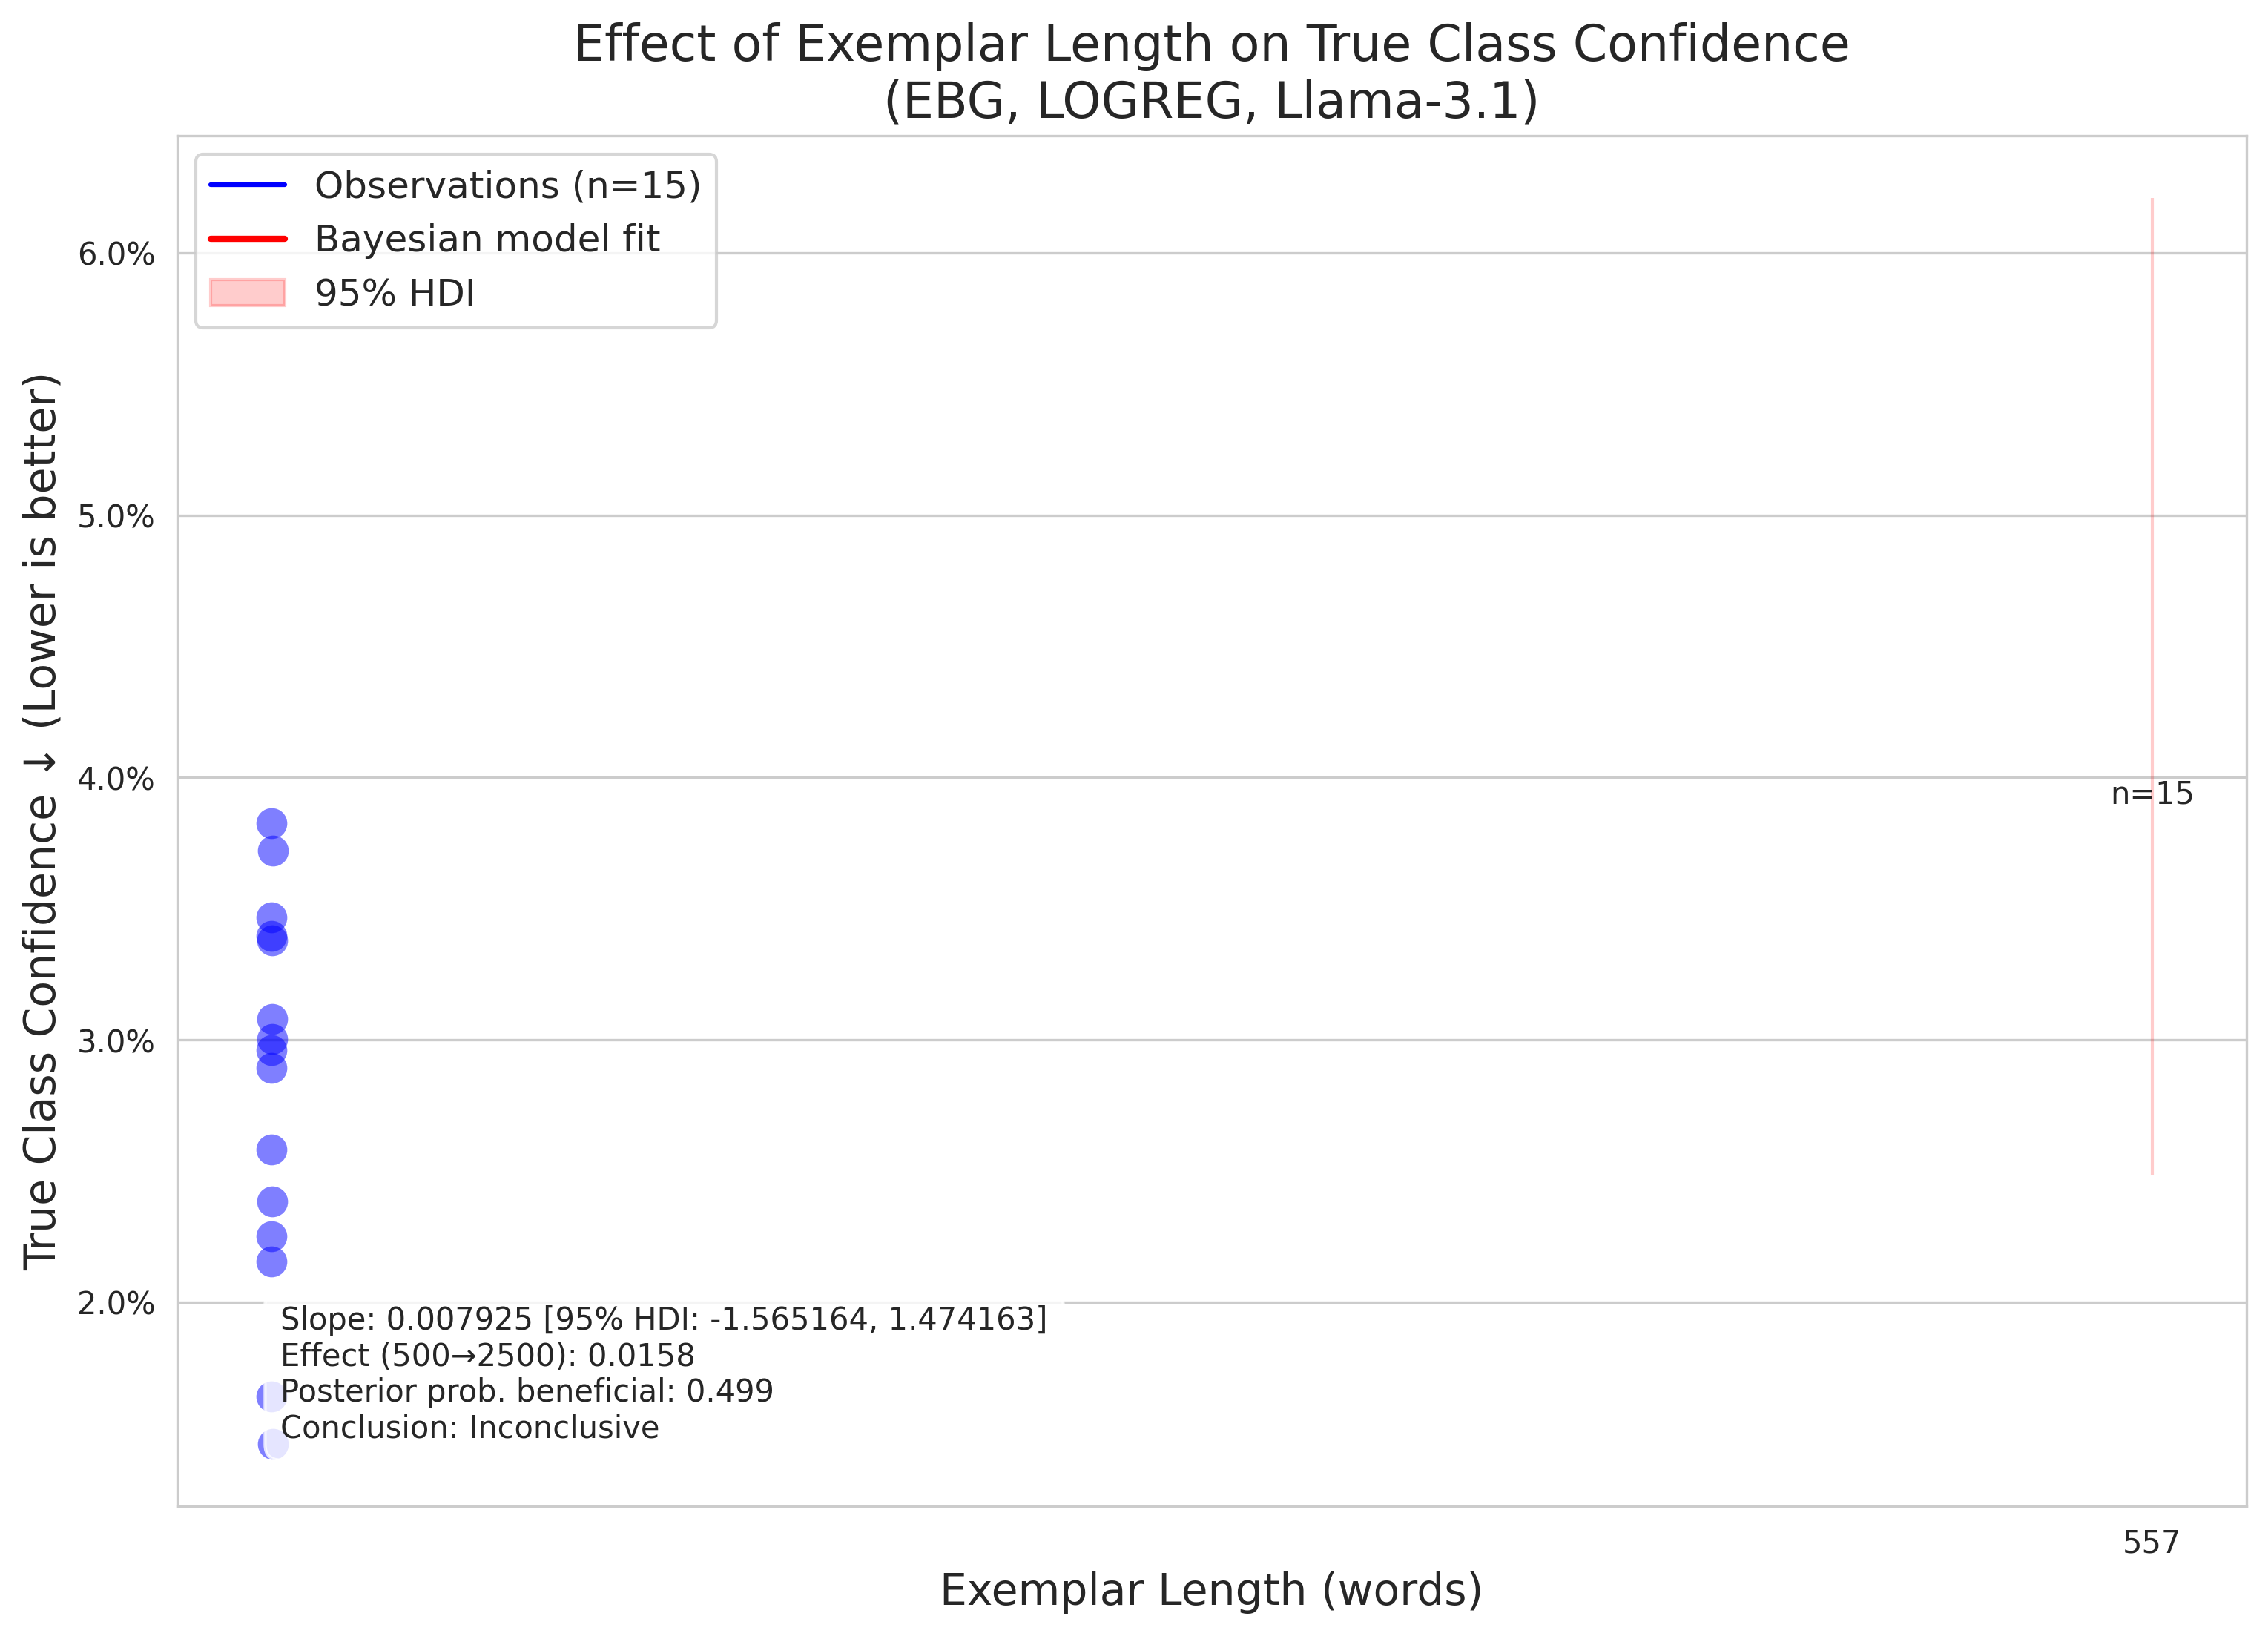 Effect of Exemplar Length on True Class Confidence
(EBG, LOGREG, Llama-3.1)
Observations (n=15)
Bayesian model fit
95% HDI
True Class Confidence ↓ (Lower is better)
6.0%
5.0%
4.0%
3.0%
2.0%
n=15
Slope: 0.007925 [95% HDI: -1.565164, 1.474163]
Effect (500→2500): 0.0158
Posterior prob. beneficial: 0.499
Conclusion: Inconclusive
557
Exemplar Length (words)